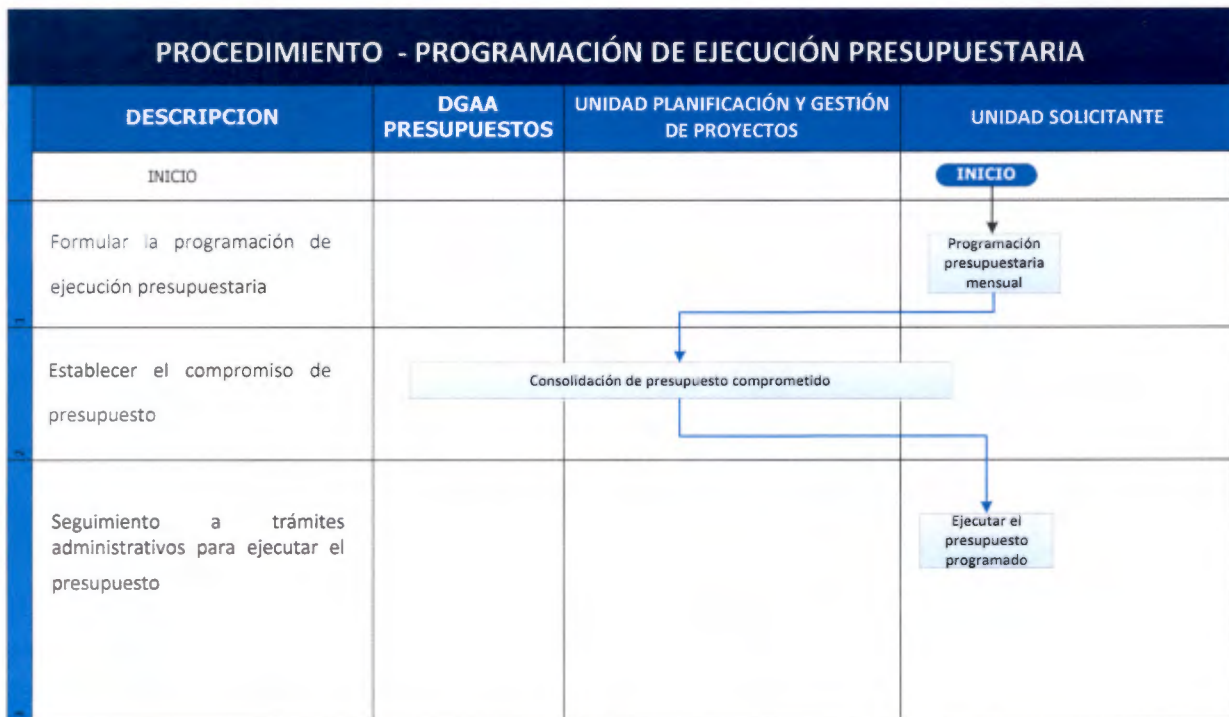 PROCEDIMIENTO - PROGRAMACIÓN DE EJECUCIÓN PRESUPUESTARIA
DESCRIPCION
DGAA
PRESUPUESTOS
UNIDAD PLANIFICACIÓN Y GESTIÓN
DE PROYECTOS
UNIDAD SOLICITANTE
INICIO
INICIO
1
Formular la programación de
ejecución presupuestaria
Programación
presupuestaria
mensual
2
Establecer el compromiso de
presupuesto
Consolidación de presupuesto comprometido
Seguimiento a trámites
administrativos para ejecutar el
presupuesto
Ejecutar el
presupuesto
programado